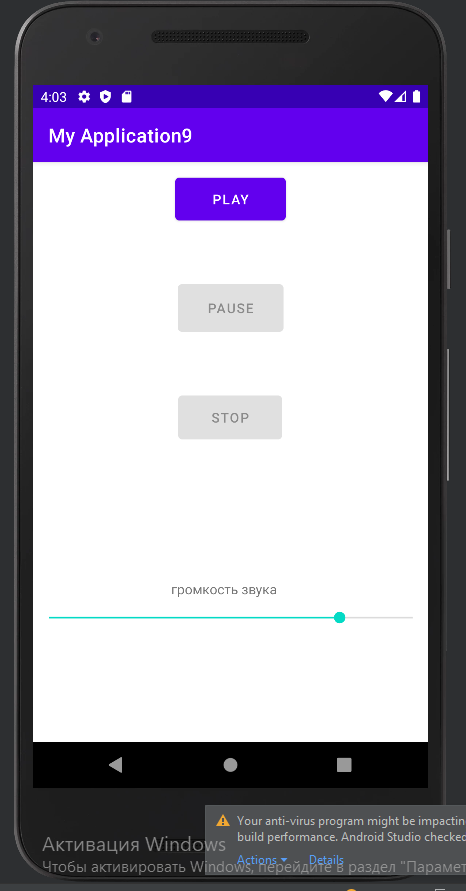 4:03
My Application9
PLAY
PAUSE
STOP
громкость звука
Your anti-virus program might be impacting
build performance. Android Studio checked
Actions Details
Активация Windows
Чтобы активировать Windows, перейдите в раздел "Парамет